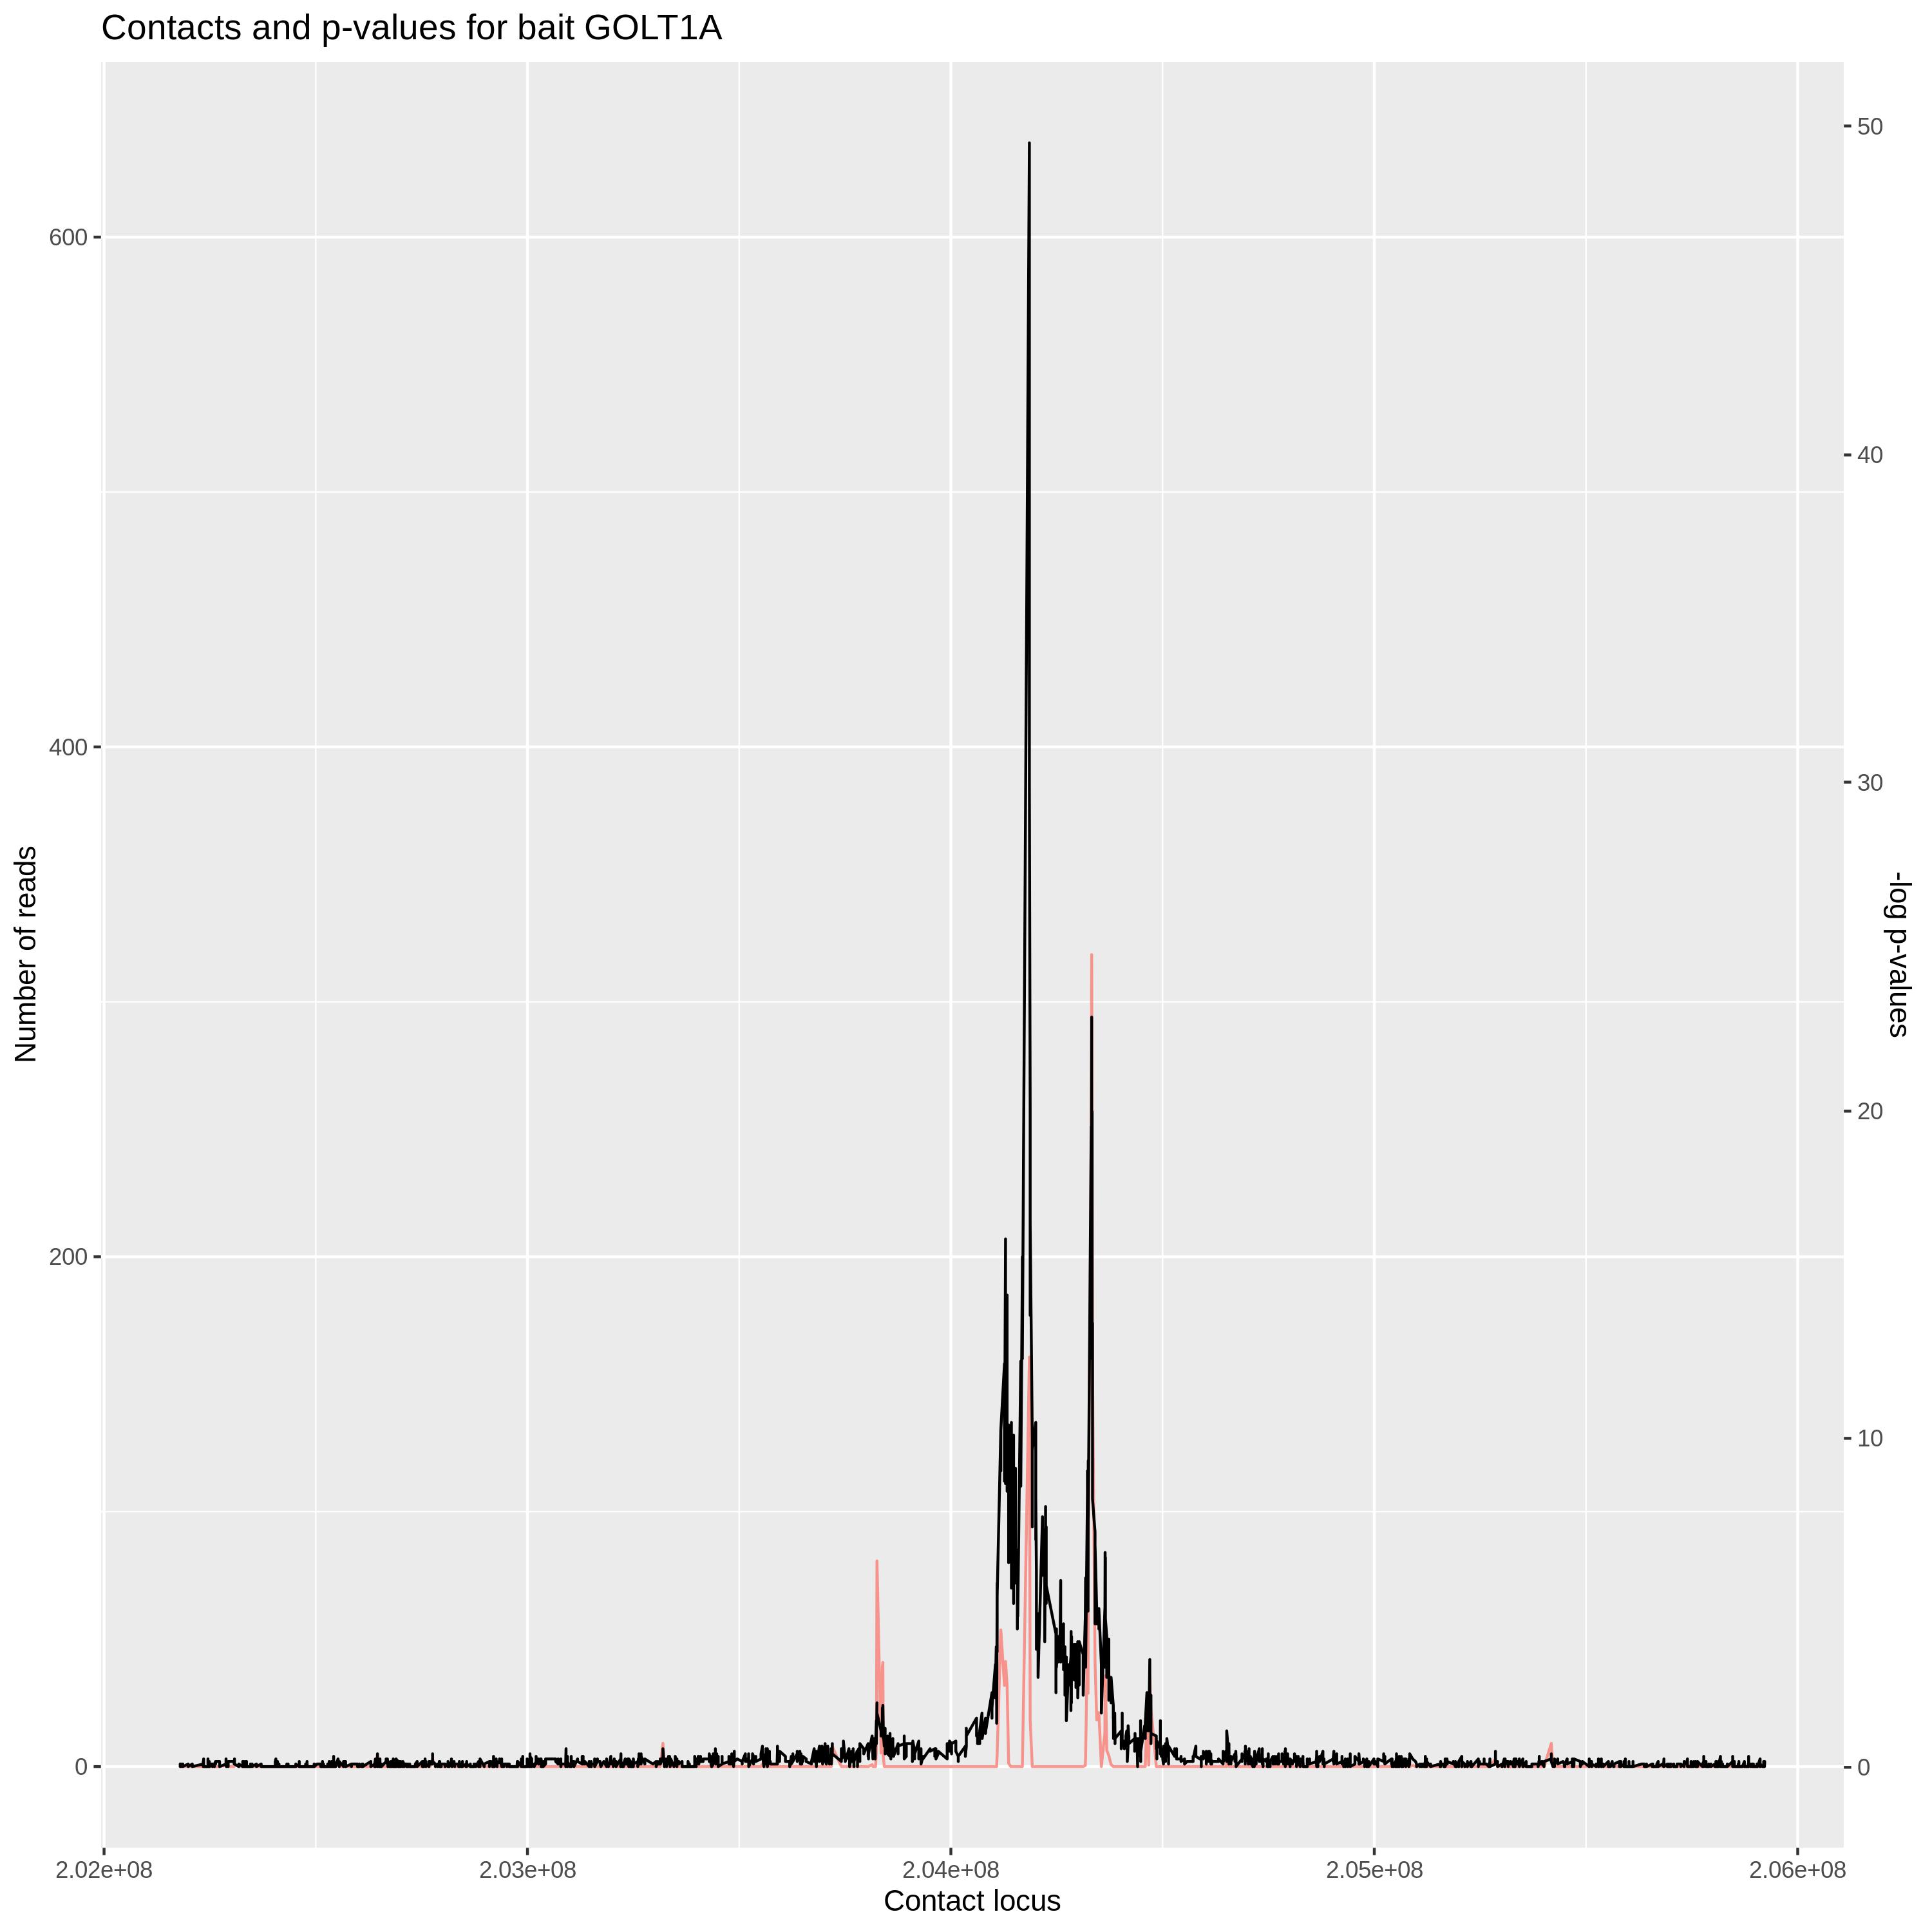 Contacts and p-values for bait GOLT1A
Number of reads
600
400
200
0
50
40
30
20
10
0
-log p-values
2.02e+08 2.03e+08 2.04e+08 2.05e+08 2.06e+08
Contact locus